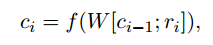 c_i = f(W[c_{i−1}; r_i]),